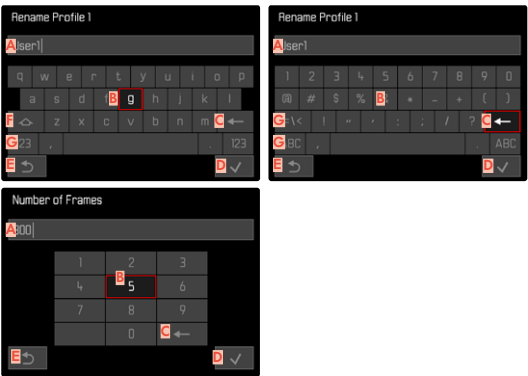 Rename Profile 1
A User1
q w e r t y u i o p
a s d f B g h j k l
F z x c v b n m C
G 123 , . 123
E D
Rename Profile 1
A User1
1 2 3 4 5 6 7 8 9 0
@ # $ % B * - + ( )
G =\< ! " ' : ; / ? C
G ABC , . ABC
E D
Number of Frames
A 300
1 2 3
B
4 5 6
7 8 9
0 C
E D